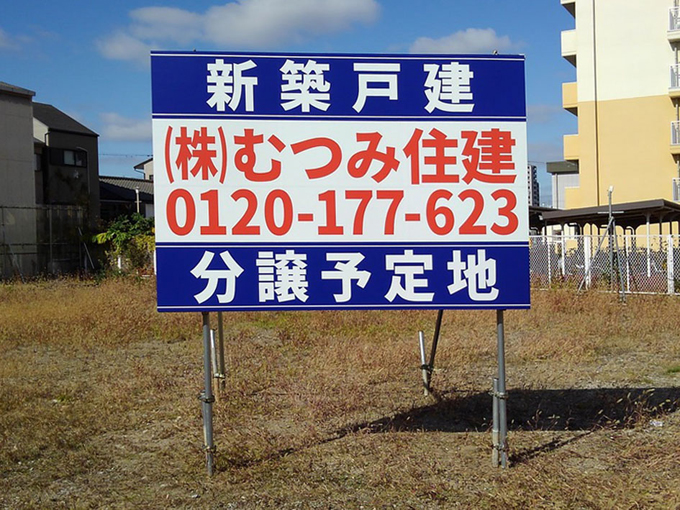 新築戸建
(株)むつみ住建
0120-177-623
分譲予定地